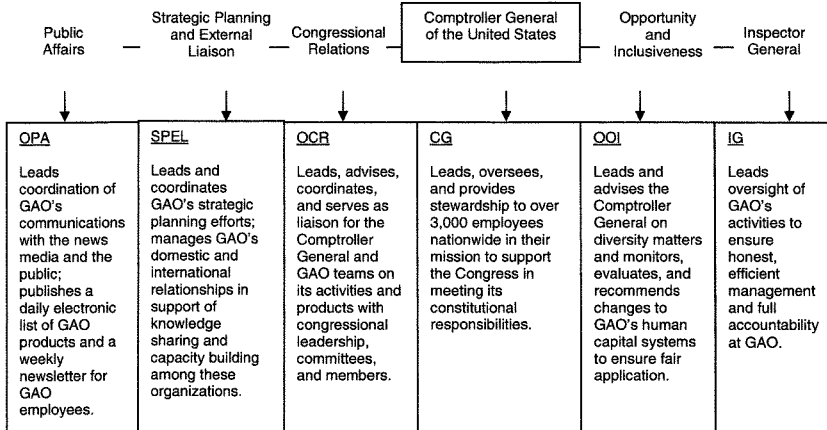 Public
Affairs
Strategic Planning
and External
Liaison
Congressional
Relations
Comptroller General
of the United States
Opportunity
and
Inclusiveness
Inspector
General
OPA
Leads
coordination of
GAO's
communications
with the news
media and the
public;
publishes a
daily electronic
list of GAO
products and a
weekly
newsletter for
GAO
employees.
SPEL
Leads and
coordinates
GAO's strategic
planning efforts;
manages GAO's
domestic and
international
relationships in
support of
knowledge
sharing and
capacity building
among these
organizations.
OCR
Leads, advises,
coordinates,
and serves as
liaison for the
Comptroller
General and
GAO teams on
its activities and
products with
congressional
leadership,
committees,
and members.
CG
Leads, oversees,
and provides
stewardship to over
3,000 employees
nationwide in their
mission to support
the Congress in
meeting its
constitutional
responsibilities.
OOI
Leads and
advises the
Comptroller
General on
diversity matters
and monitors,
evaluates, and
recommends
changes to
GAO's human
capital systems
to ensure fair
application.
IG
Leads
oversight of
GAO's
activities to
ensure
honest,
efficient
management
and full
accountability
at GAO.